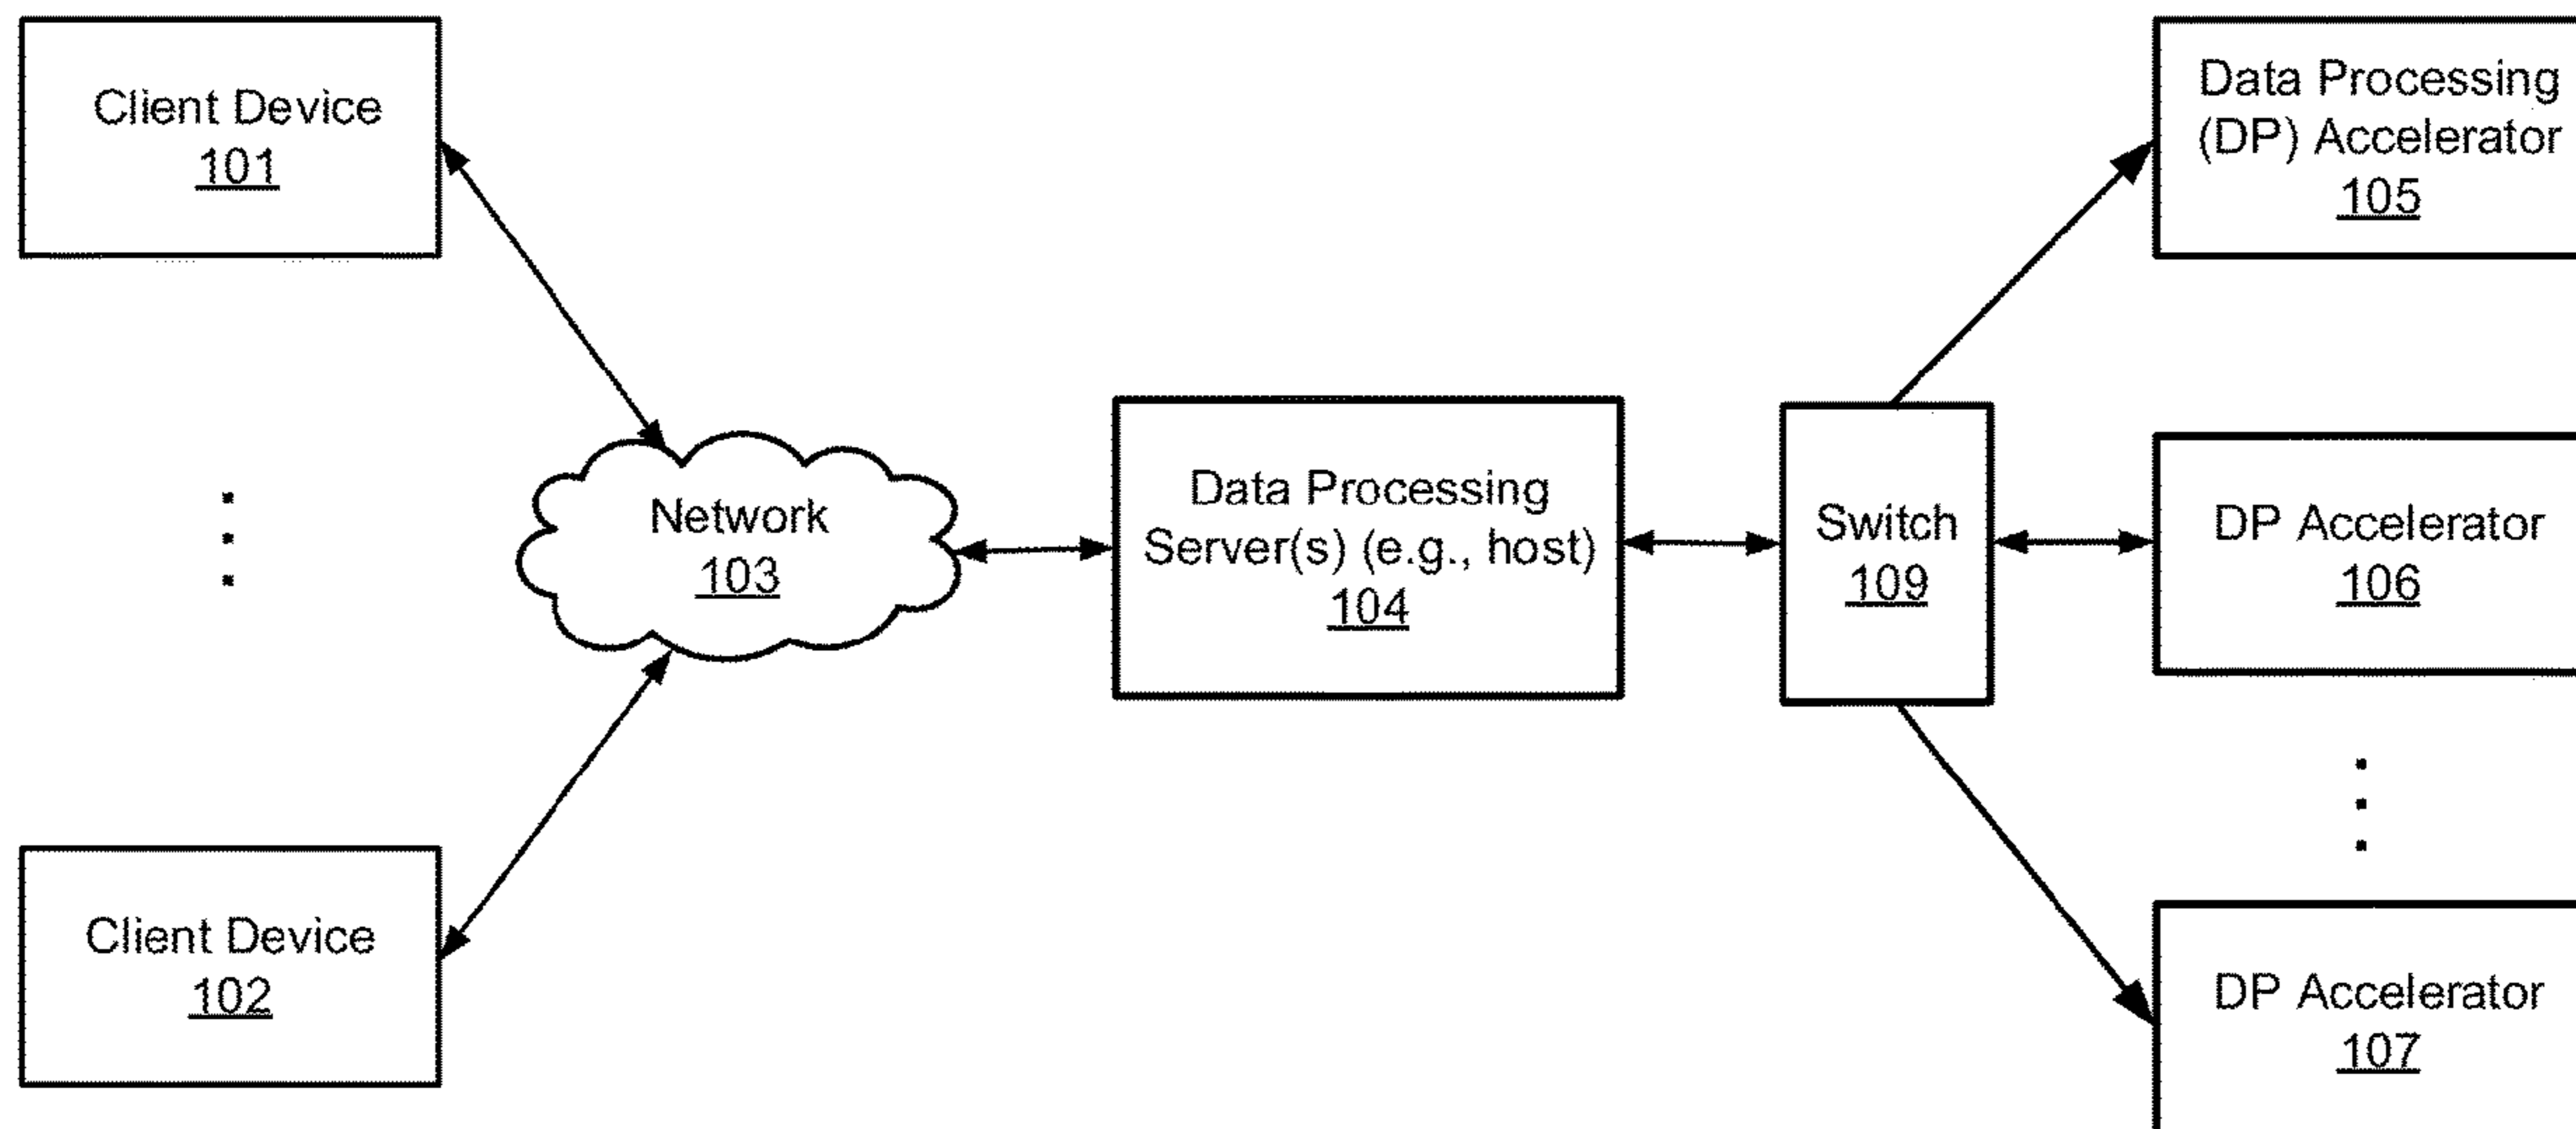 Client Device
101
Client Device
102
Network
103
Data Processing
Server(s) (e.g., host)
104
Switch
109
Data Processing
(DP) Accelerator
105
DP Accelerator
106
DP Accelerator
107